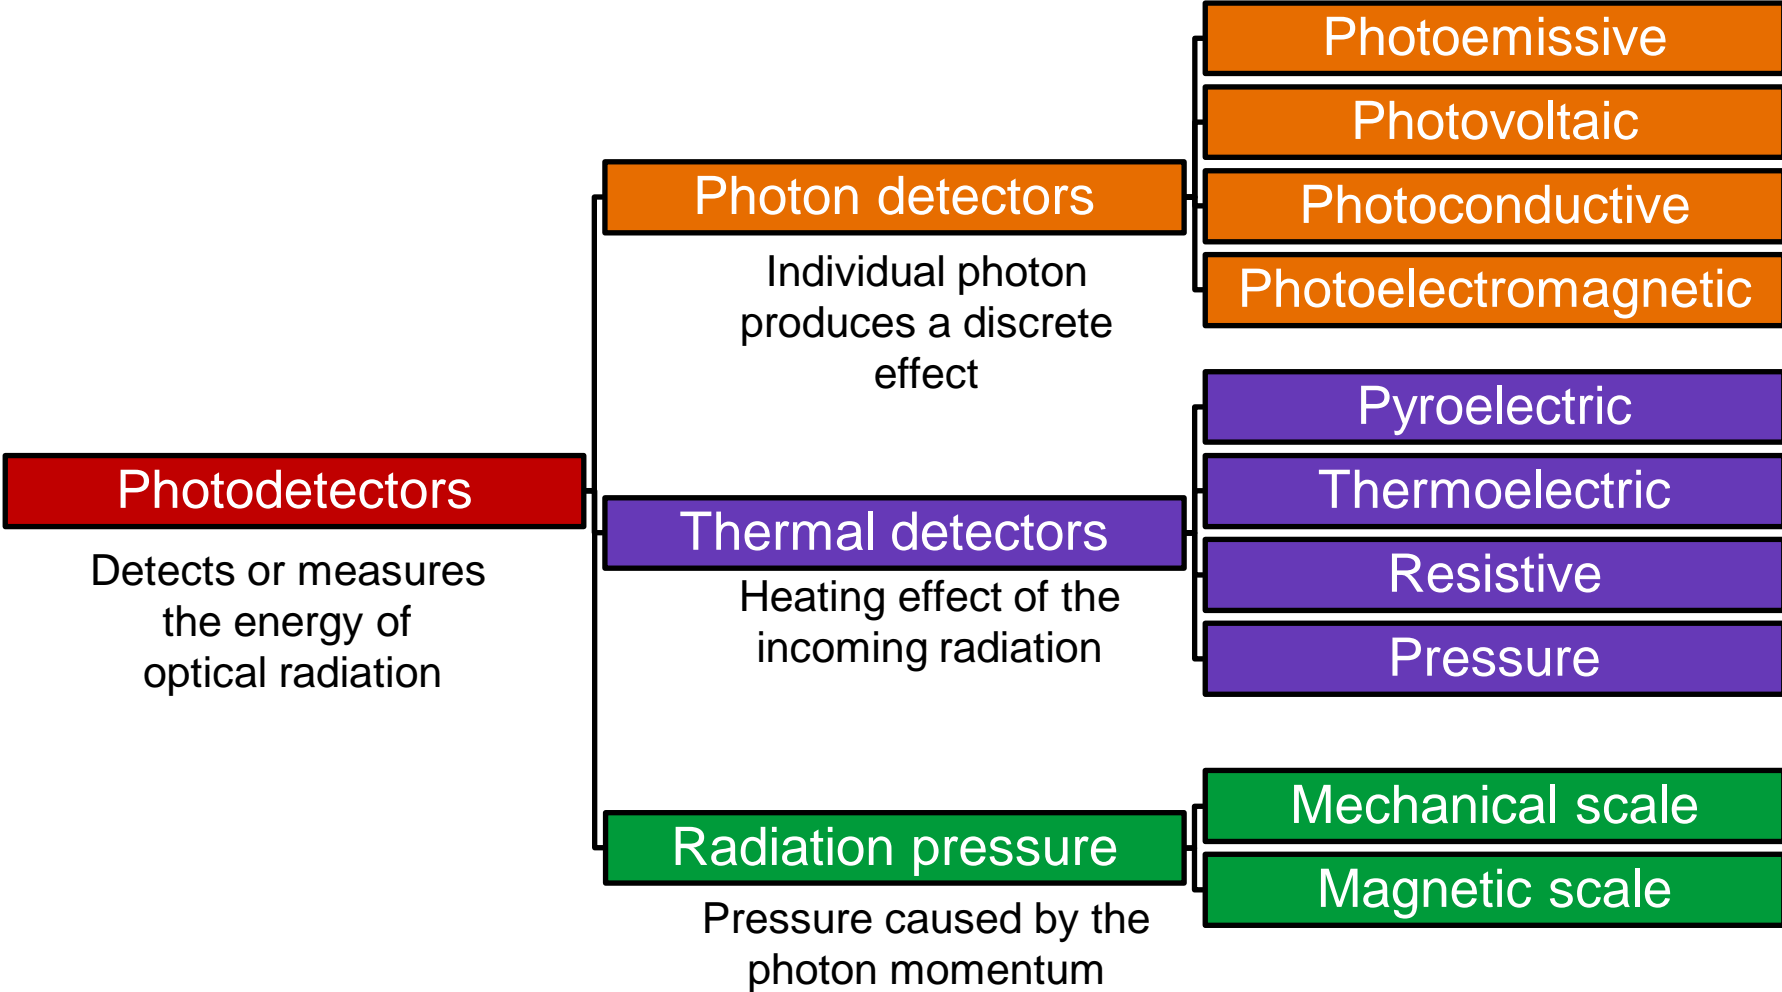 Photodetectors
Detects or measures
the energy of
optical radiation
Photon detectors
Individual photon
produces a discrete
effect
Photoemissive
Photovoltaic
Photoconductive
Photoelectromagnetic
Thermal detectors
Heating effect of the
incoming radiation
Pyroelectric
Thermoelectric
Resistive
Pressure
Radiation pressure
Pressure caused by the
photon momentum
Mechanical scale
Magnetic scale